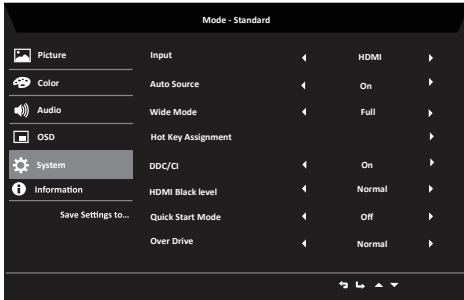 Mode - Standard
Picture
Color
Audio
OSD
System
Information
Save Settings to...
Input HDMI
Auto Source On
Wide Mode Full
Hot Key Assignment
DDC/CI On
HDMI Black level Normal
Quick Start Mode Off
Over Drive Normal